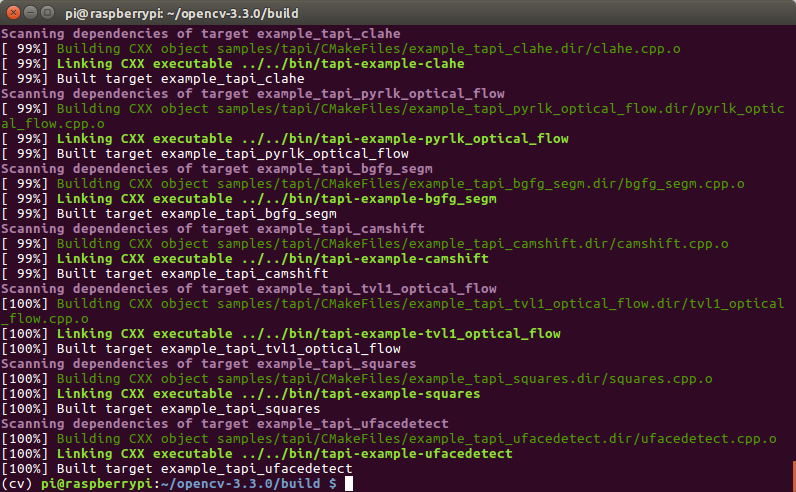 pi@raspberrypi: ~/opencv-3.3.0/build
Scanning dependencies of target example_tapi_clahe
[ 99%] Building CXX object samples/tapi/CMakeFiles/example_tapi_clahe.dir/clahe.cpp.o
[ 99%] Linking CXX executable ../../bin/tapi-example-clahe
[ 99%] Built target example_tapi_clahe
Scanning dependencies of target example_tapi_pyrlk_optical_flow
[ 99%] Building CXX object samples/tapi/CMakeFiles/example_tapi_pyrlk_optical_flow.dir/pyrlk_optic
al_flow.cpp.o
[ 99%] Linking CXX executable ../../bin/tapi-example-pyrlk_optical_flow
[ 99%] Built target example_tapi_pyrlk_optical_flow
Scanning dependencies of target example_tapi_bgfg_segm
[ 99%] Building CXX object samples/tapi/CMakeFiles/example_tapi_bgfg_segm.dir/bgfg_segm.cpp.o
[ 99%] Linking CXX executable ../../bin/tapi-example-bgfg_segm
[ 99%] Built target example_tapi_bgfg_segm
Scanning dependencies of target example_tapi_camshift
[ 99%] Building CXX object samples/tapi/CMakeFiles/example_tapi_camshift.dir/camshift.cpp.o
[ 99%] Linking CXX executable ../../bin/tapi-example-camshift
[ 99%] Built target example_tapi_camshift
Scanning dependencies of target example_tapi_tvl1_optical_flow
[100%] Building CXX object samples/tapi/CMakeFiles/example_tapi_tvl1_optical_flow.dir/tvl1_optical
_flow.cpp.o
[100%] Linking CXX executable ../../bin/tapi-example-tvl1_optical_flow
[100%] Built target example_tapi_tvl1_optical_flow
Scanning dependencies of target example_tapi_squares
[100%] Building CXX object samples/tapi/CMakeFiles/example_tapi_squares.dir/squares.cpp.o
[100%] Linking CXX executable ../../bin/tapi-example-squares
[100%] Built target example_tapi_squares
Scanning dependencies of target example_tapi_ufacedetect
[100%] Building CXX object samples/tapi/CMakeFiles/example_tapi_ufacedetect.dir/ufacedetect.cpp.o
[100%] Linking CXX executable ../../bin/tapi-example-ufacedetect
[100%] Built target example_tapi_ufacedetect
(cv) pi@raspberrypi:~/opencv-3.3.0/build $